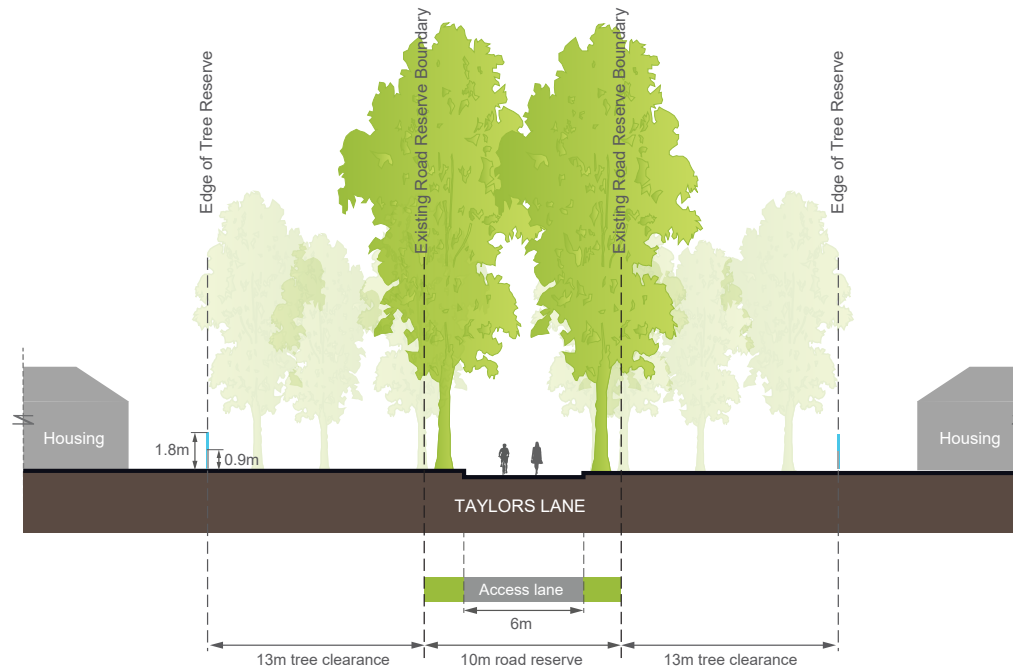 Edge of Tree Reserve
Existing Road Reserve Boundary
Existing Road Reserve Boundary
Edge of Tree Reserve
Housing
1.8m
0.9m
Housing
TAYLORS LANE
Access lane
6m
13m tree clearance
10m road reserve
13m tree clearance